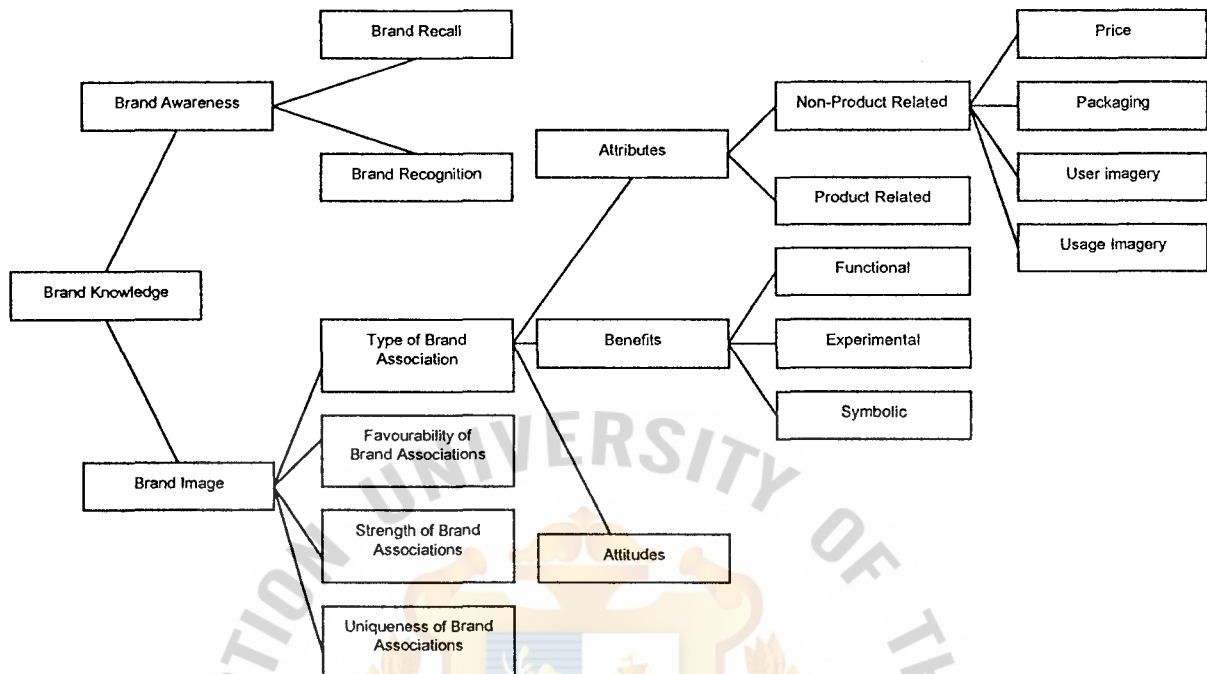 Brand Recall
Price
Brand Awareness
Non-Product Related
Packaging
Attributes
Brand Recognition
User imagery
Product Related
Usage Imagery
Functional
Brand Knowledge
Type of Brand
Association
Benefits
Experimental
Symbolic
Favourability of
Brand Associations
Brand Image
Strength of Brand
Associations
Attitudes
Uniqueness of Brand
Associations
UNIVERSITY OF